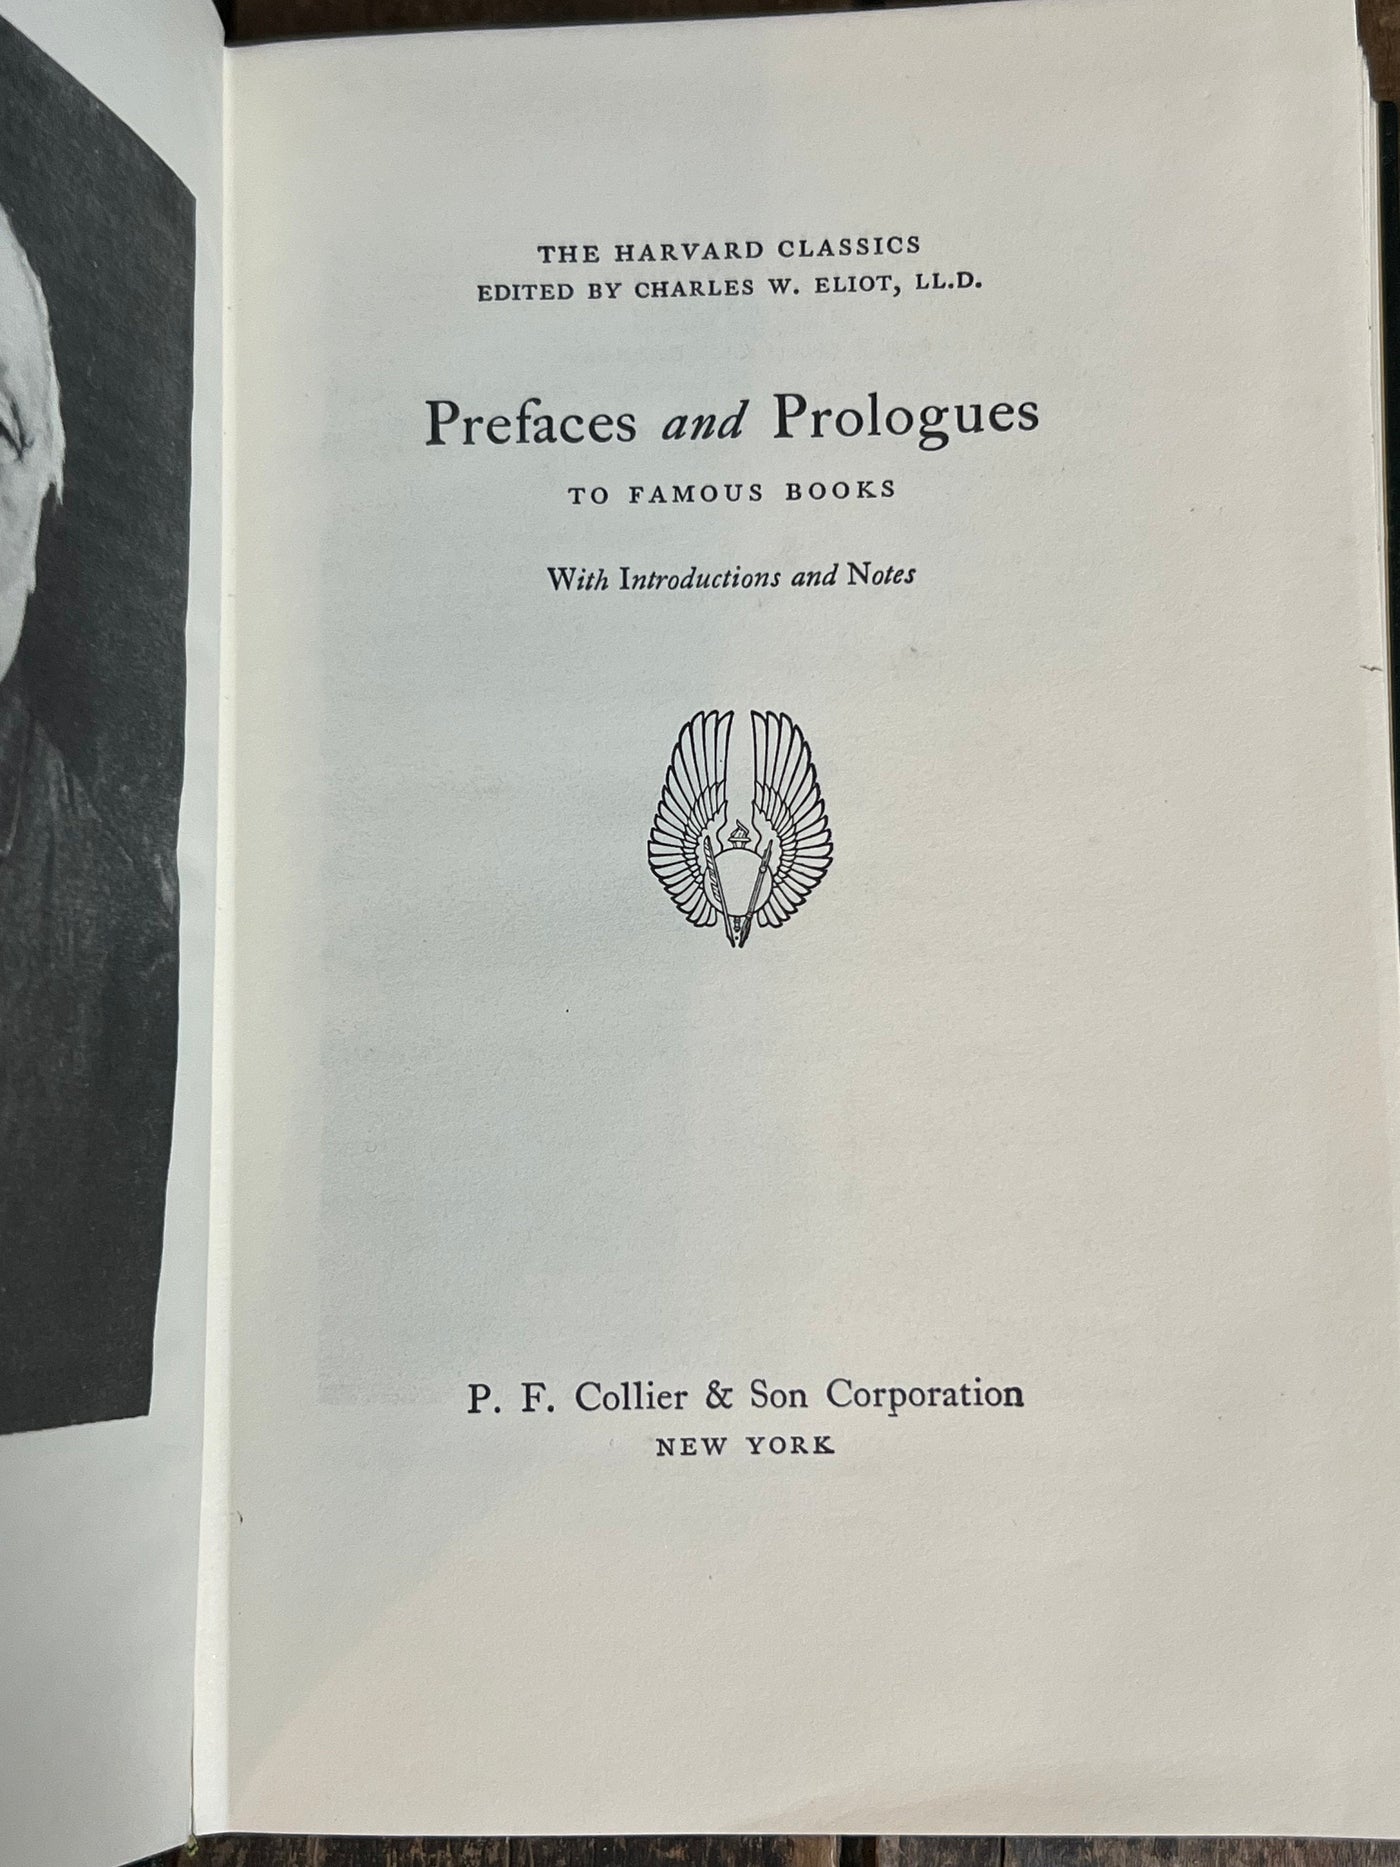 THE HARVARD CLASSICS
EDITED BY CHARLES W. ELIOT, LL.D.
Prefaces and Prologues
TO FAMOUS BOOKS
With Introductions and Notes
P. F. Collier & Son Corporation
NEW YORK